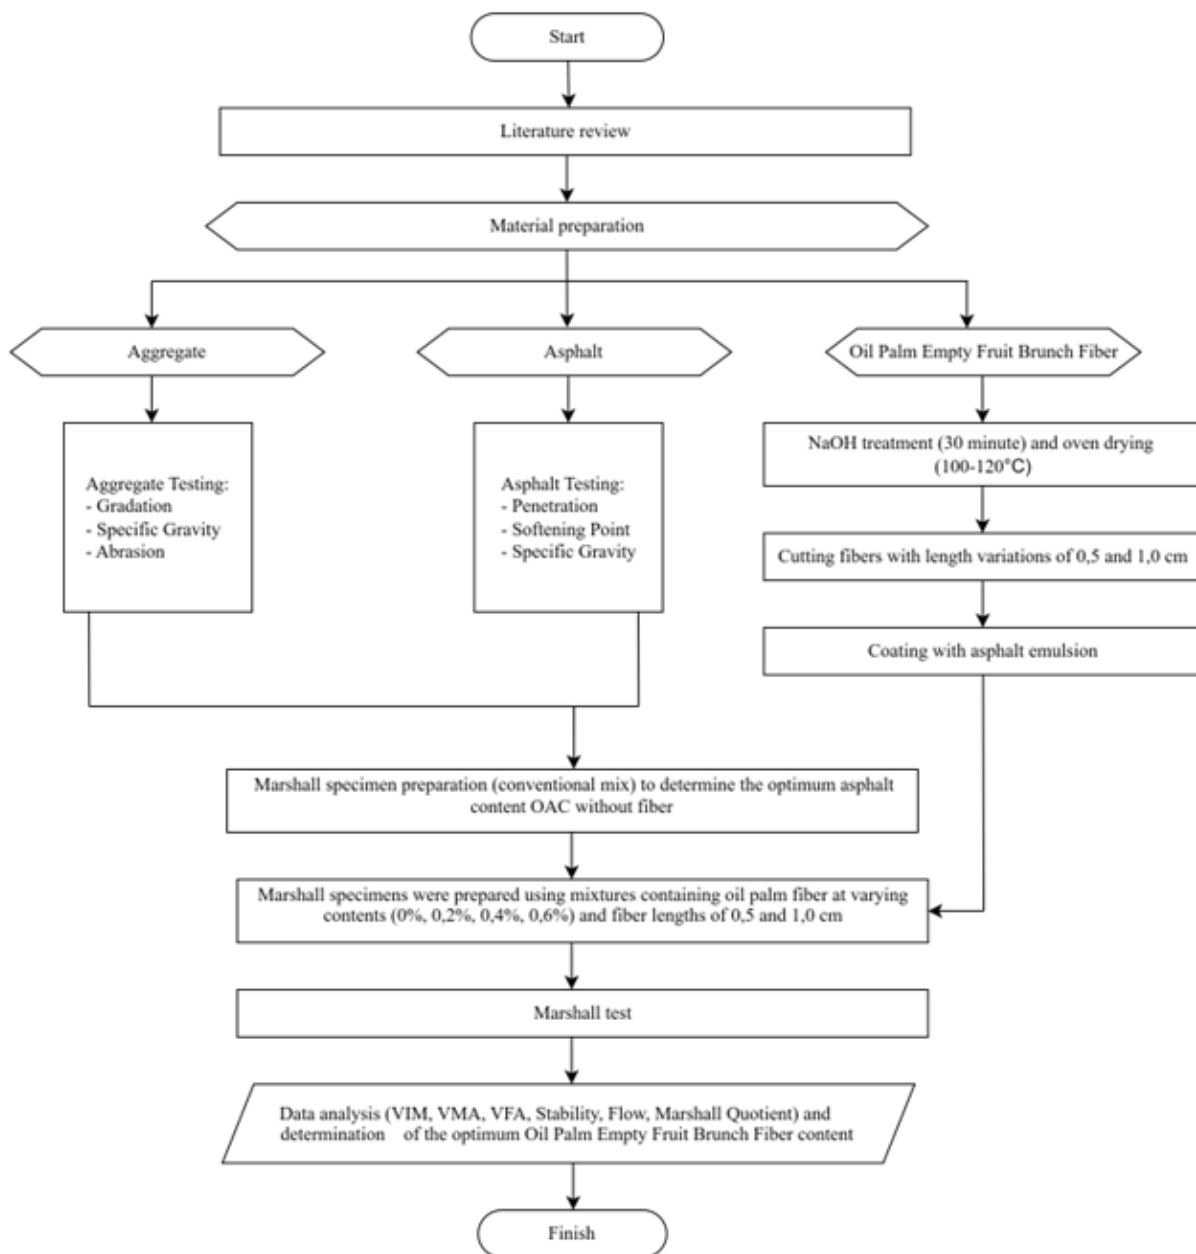 Start
Literature review
Material preparation
Aggregate
Asphalt
Oil Palm Empty Fruit Brunch Fiber
Aggregate Testing:
- Gradation
- Specific Gravity
- Abrasion
Asphalt Testing:
- Penetration
- Softening Point
- Specific Gravity
NaOH treatment (30 minute) and oven drying
(100-120°C)
Cutting fibers with length variations of 0,5 and 1,0 cm
Coating with asphalt emulsion
Marshall specimen preparation (conventional mix) to determine the optimum asphalt
content OAC without fiber
Marshall specimens were prepared using mixtures containing oil palm fiber at varying
contents (0%, 0,2%, 0,4%, 0,6%) and fiber lengths of 0,5 and 1,0 cm
Marshall test
Data analysis (VIM, VMA, VFA, Stability, Flow, Marshall Quotient) and
determination of the optimum Oil Palm Empty Fruit Brunch Fiber content
Finish